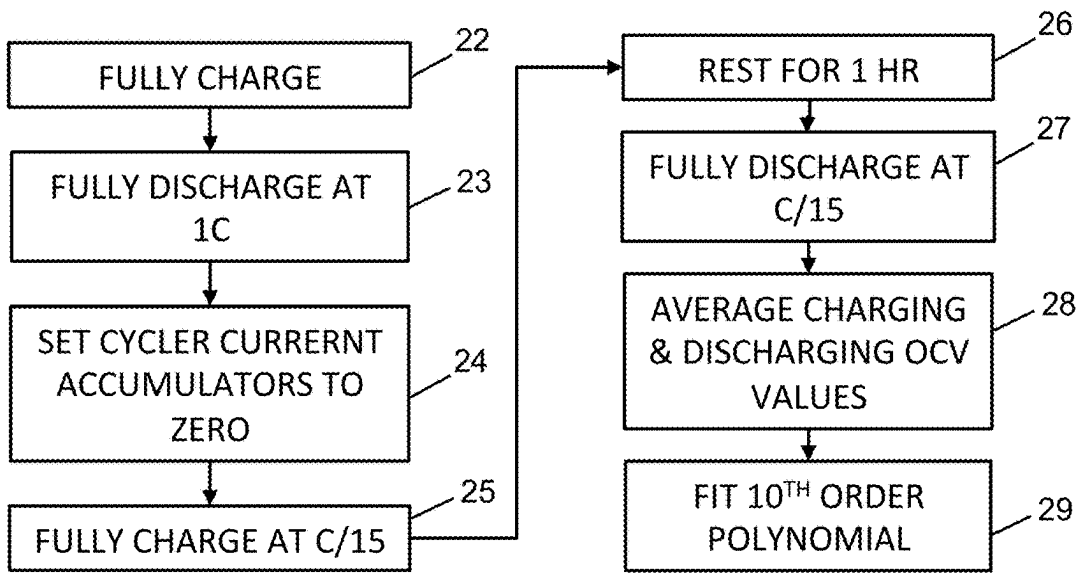 22
FULLY CHARGE
23
FULLY DISCHARGE AT
1C
24
SET CYCLER CURRERNT
ACCUMULATORS TO
ZERO
25
FULLY CHARGE AT C/15
26
REST FOR 1 HR
27
FULLY DISCHARGE AT
C/15
28
AVERAGE CHARGING
& DISCHARGING OCV
VALUES
FIT 10TH ORDER
POLYNOMIAL
29